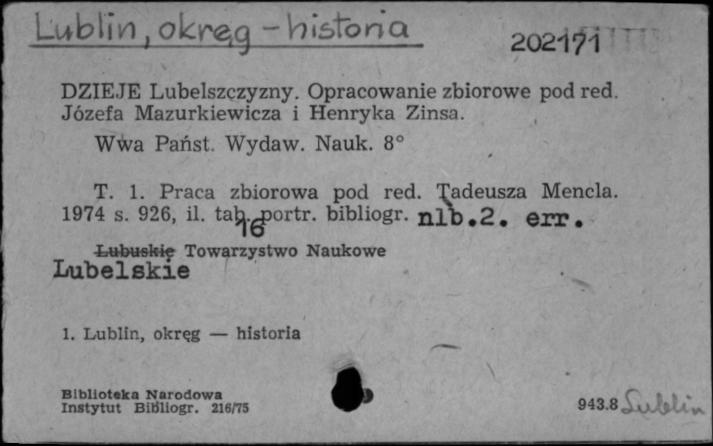 Lublin, okręg - historia
202171
DZIEJE Lubelszczyzny. Opracowanie zbiorowe pod red.
Józefa Mazurkiewicza i Henryka Zinsa.
Wwa Państ. Wydaw. Nauk. 8°
T. 1. Praca zbiorowa pod red. Tadeusza Mencla.
1974 s. 926, il. tab. portr. bibliogr. nlb.2. err.
16
Lubuskię Towarzystwo Naukowe
Lubelskie
1. Lublin, okręg — historia
Biblioteka Narodowa
Instytut Bibliogr. 216/75
943.8 Lublin